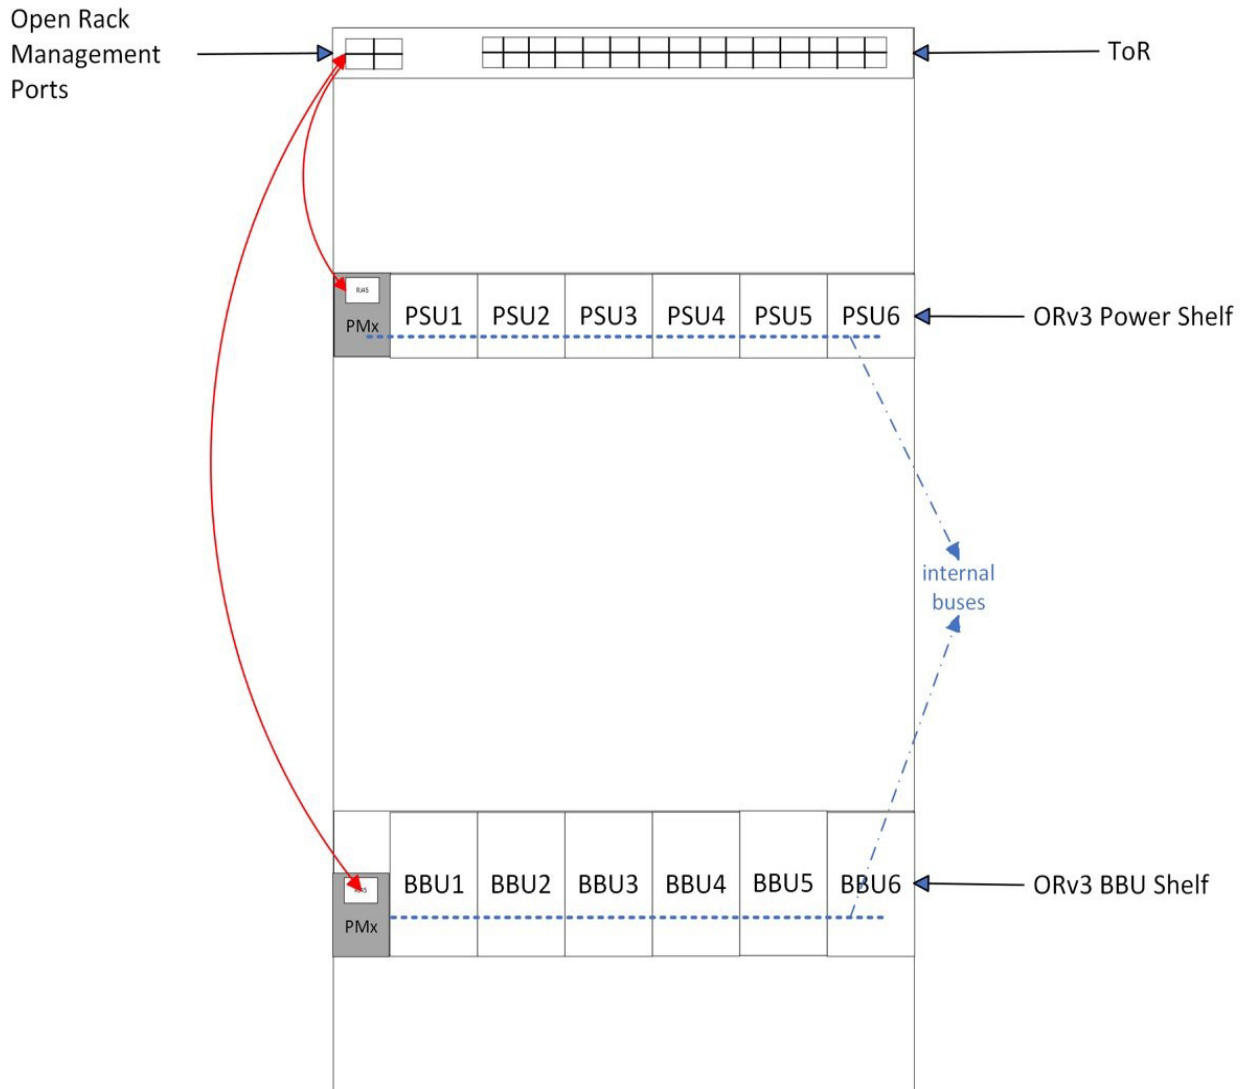 Open Rack
Management
Ports
ToR
RJ45
PMx
PSU1
PSU2
PSU3
PSU4
PSU5
PSU6
ORv3 Power Shelf
internal
buses
BBU1
BBU2
BBU3
BBU4
BBU5
BBU6
ORv3 BBU Shelf
PMx